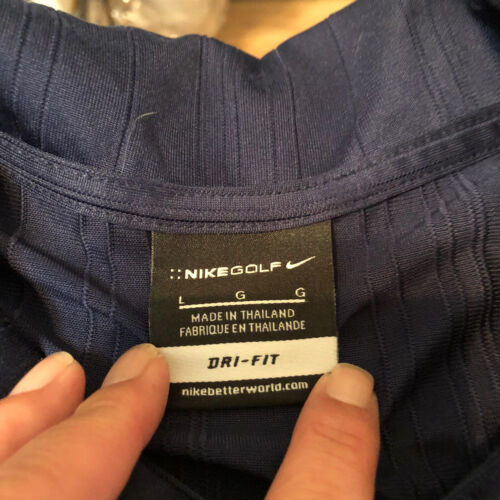 ::NIKEGOLF
L G G
MADE IN THAILAND
FABRIQUE EN THAILANDE
DRI-FIT
nikebetterworld.com